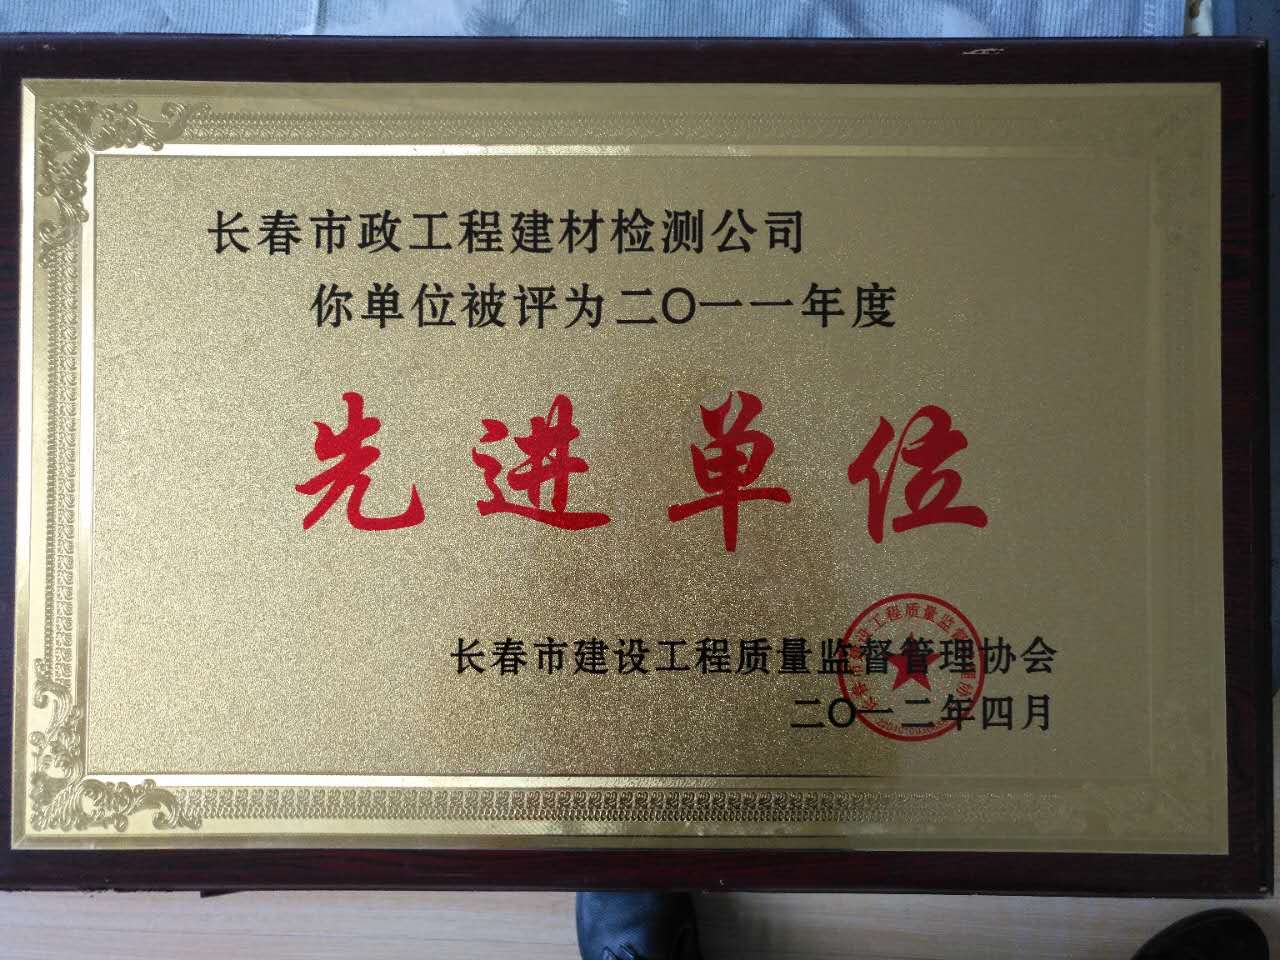 长春市政工程建材检测公司
你单位被评为二〇一一年度
先进单位
长春市建设工程质量监督管理协会
二〇一二年四月